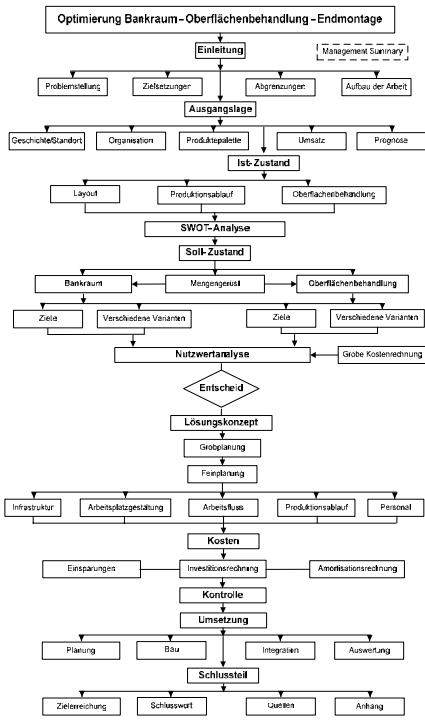 Optimierung Bankraum – Oberflächenbehandlung – Endmontage
Einleitung
Management Summary
Problemstellung
Zielsetzungen
Abgrenzungen
Aufbau der Arbeit
Ausgangslage
Geschichte/Standort
Organisation
Produktepalette
Umsatz
Prognose
Ist-Zustand
Layout
Produktionsablauf
Oberflächenbehandlung
SWOT-Analyse
Soll-Zustand
Bankraum
Mengengerüst
Oberflächenbehandlung
Ziele
Verschiedene Varianten
Ziele
Verschiedene Varianten
Nutzwertanalyse
Grobe Kostenrechnung
Entscheid
Lösungskonzept
Grobplanung
Feinplanung
Infrastruktur
Arbeitsplatzgestaltung
Arbeitsfluss
Produktionsablauf
Personal
Kosten
Einsparungen
Investitionsrechnung
Amortisationsrechnung
Kontrolle
Umsetzung
Planung
Bau
Integration
Auswertung
Schlussteil
Zielerreichung
Schlusswort
Quellen
Anhang